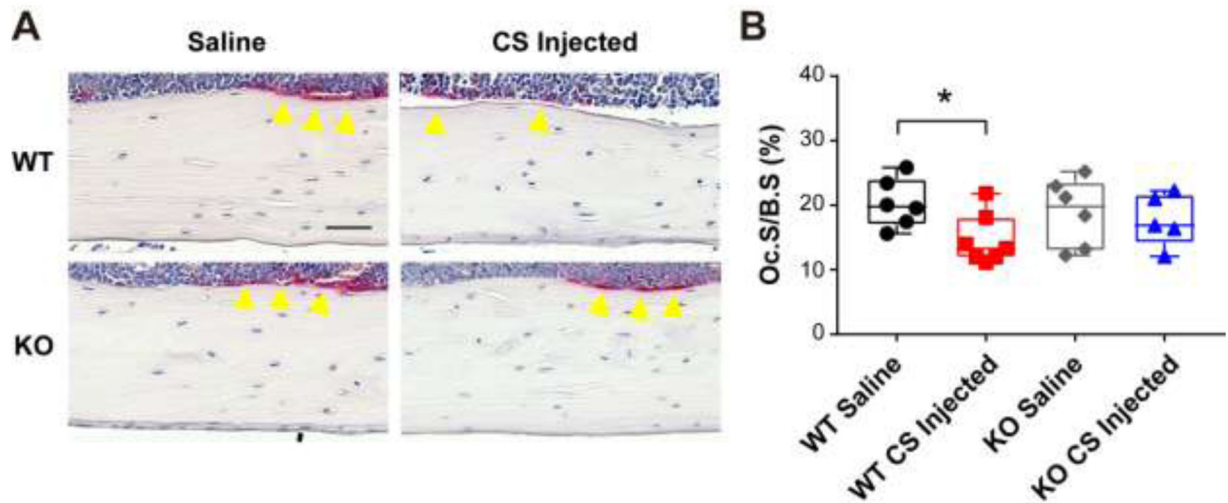 A
Saline
CS Injected
WT
KO
B
Oc.S/B.S (%)
40
30
20
10
0
*
WT Saline
WT CS Injected
KO Saline
KO CS Injected